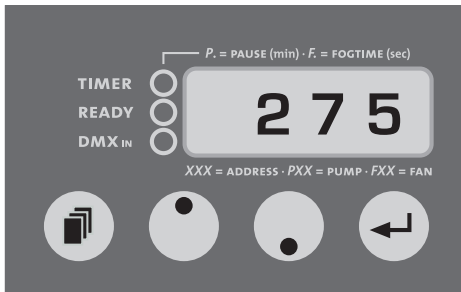 P. = PAUSE (min) · F. = FOGTIME (sec)
TIMER
READY
DMX IN
275
XXX = ADDRESS · PXX = PUMP · FXX = FAN